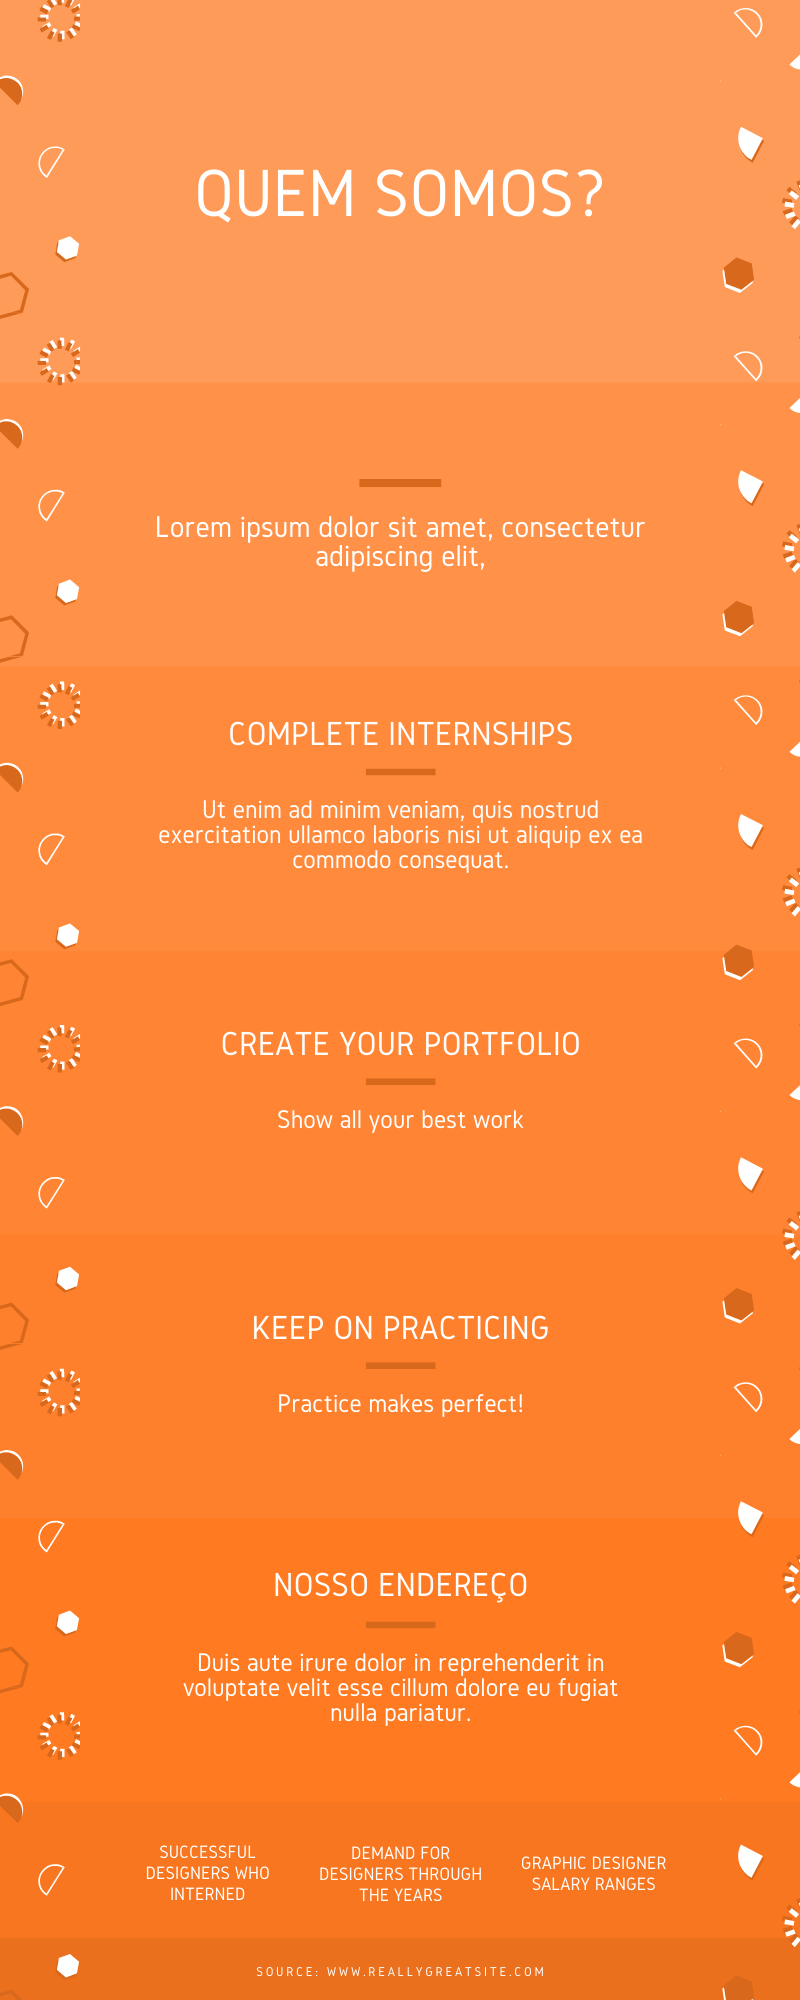 QUEM SOMOS?
Lorem ipsum dolor sit amet, consectetur
adipiscing elit,
COMPLETE INTERNSHIPS
Ut enim ad minim veniam, quis nostrud
exercitation ullamco laboris nisi ut aliquip ex ea
commodo consequat.
CREATE YOUR PORTFOLIO
Show all your best work
KEEP ON PRACTICING
Practice makes perfect!
NOSSO ENDEREÇO
Duis aute irure dolor in reprehenderit in
voluptate velit esse cillum dolore eu fugiat
nulla pariatur.
SUCCESSFUL
DESIGNERS WHO
INTERNED
DEMAND FOR
DESIGNERS THROUGH
THE YEARS
GRAPHIC DESIGNER
SALARY RANGES
SOURCE: WWW.REALLYGREATSITE.COM